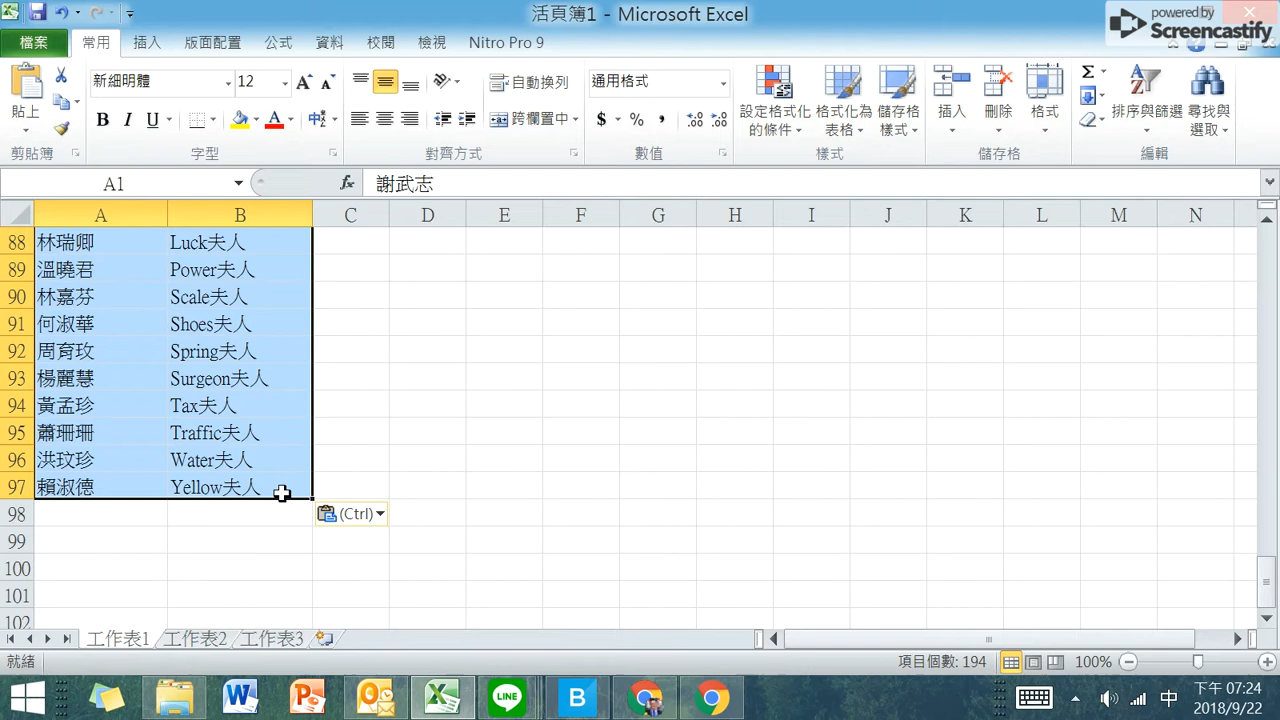 活頁簿1 - Microsoft Excel
powered by
Screencastify
檔案 常用 插入 版面配置 公式 資料 校閱 檢視 Nitro Pro 9
貼上
新細明體 12
B I U A
自動換列
跨欄置中
通用格式
$ % ,
設定格式化的條件
格式化為表格
儲存格樣式
插入 刪除 格式
Σ
排序與篩選
尋找與選取
剪貼簿 字型 對齊方式 數值 樣式 儲存格 編輯
A1 fx 謝武志
A B C D E F G H I J K L M N
88 林瑞卿 Luck夫人
89 溫曉君 Power夫人
90 林嘉芬 Scale夫人
91 何淑華 Shoes夫人
92 周育玫 Spring夫人
93 楊麗慧 Surgeon夫人
94 黃孟珍 Tax夫人
95 蕭珊珊 Traffic夫人
96 洪玟珍 Water夫人
97 賴淑德 Yellow夫人
98 (Ctrl)
99
100
101
102
工作表1 工作表2 工作表3
就緒 項目個數: 194 100%
LINE B 中 下午 07:24
2018/9/22